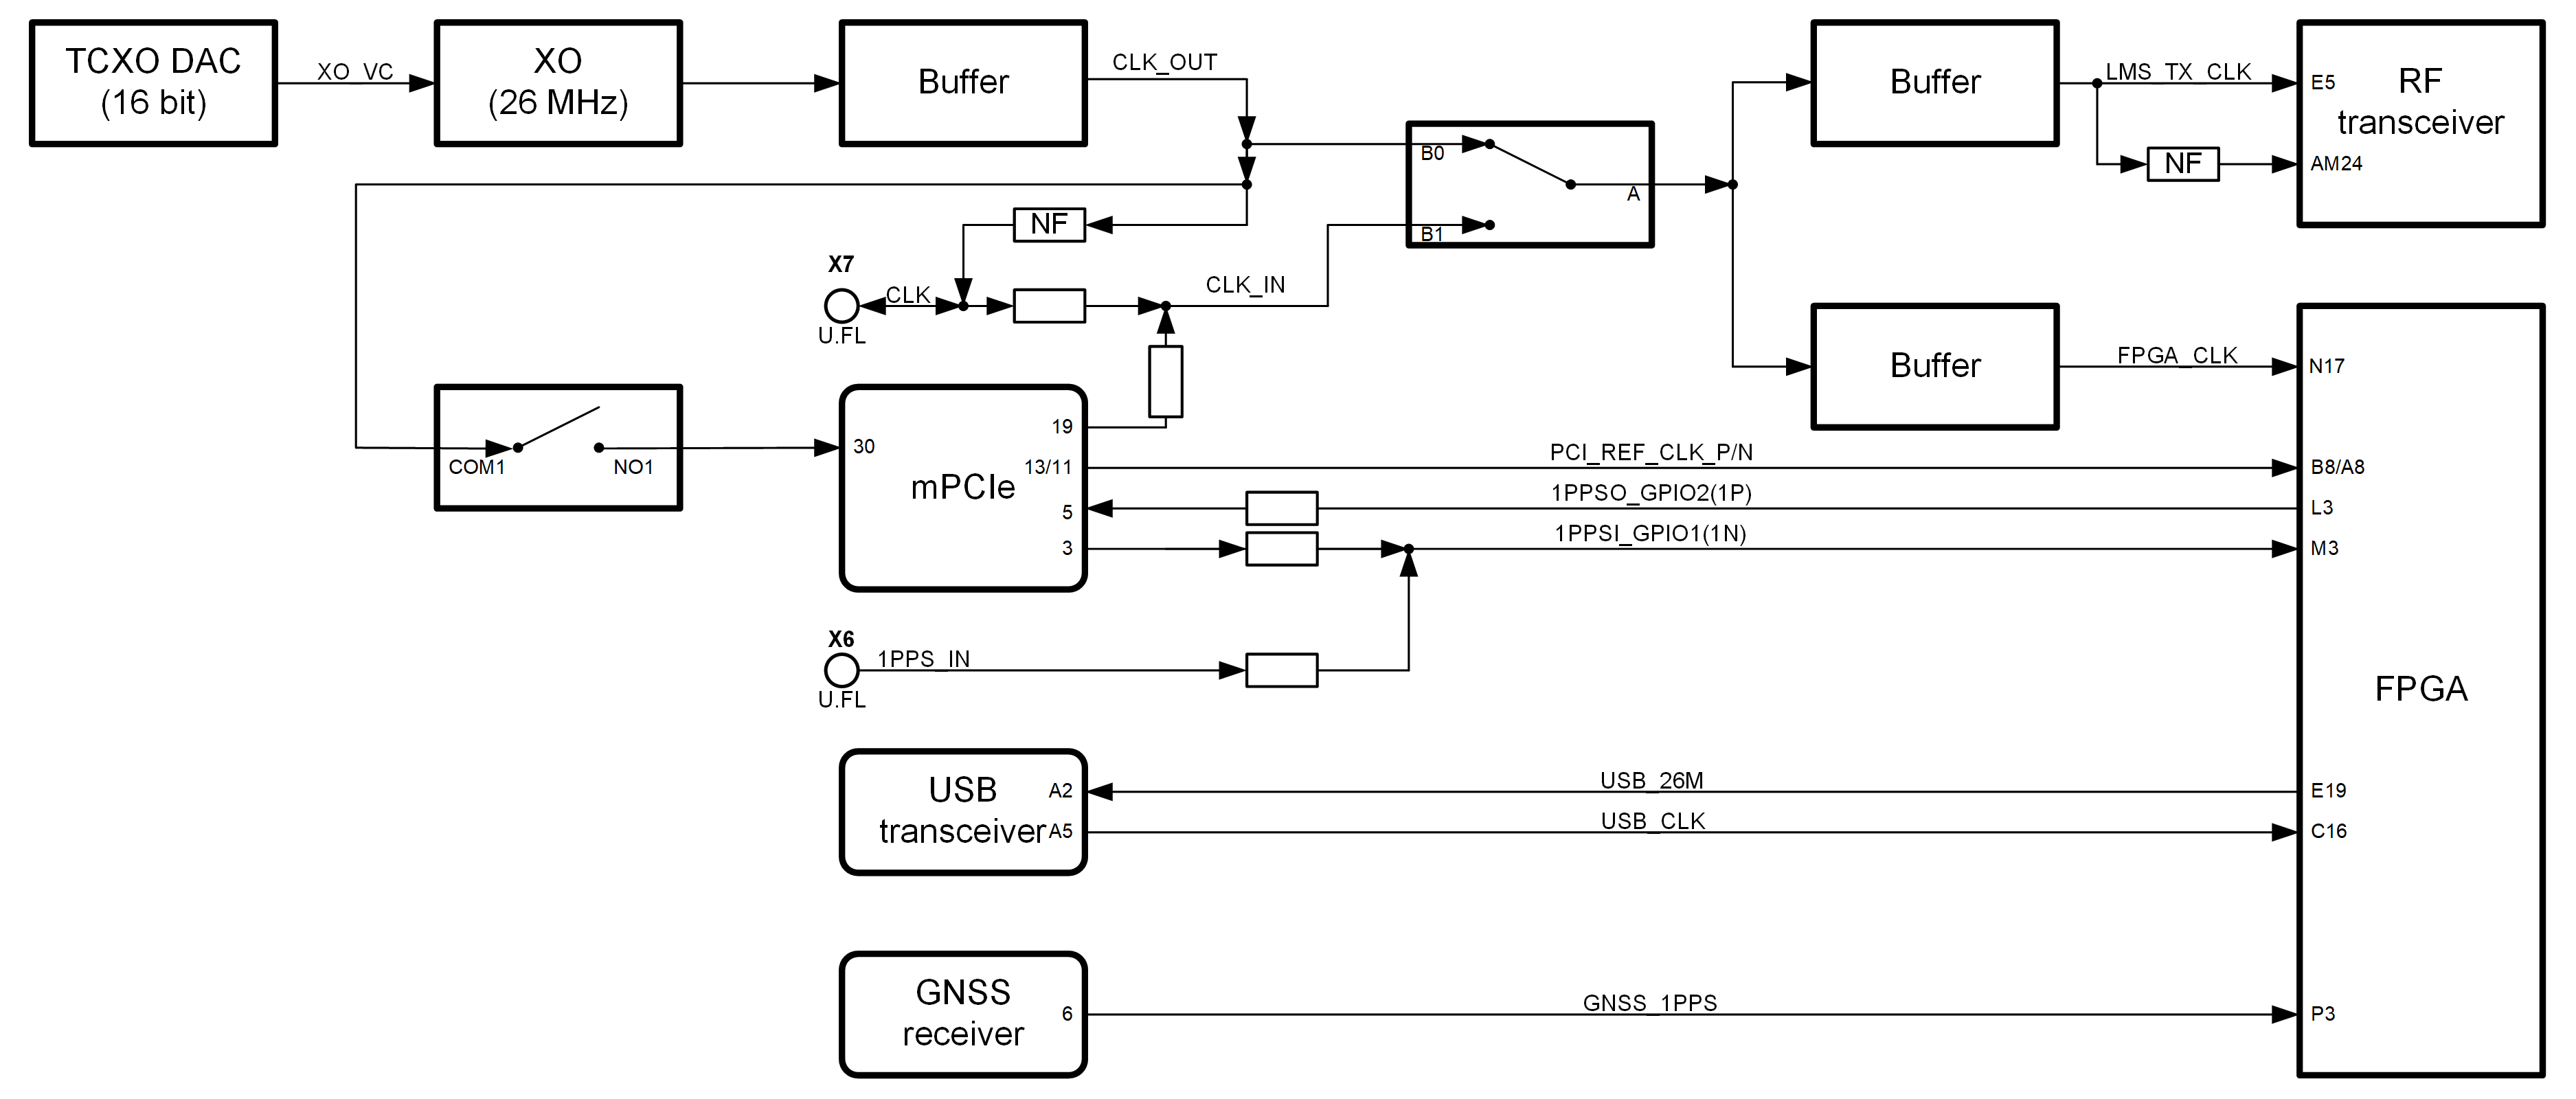 TCXO DAC
(16 bit)
XO_VC
XO
(26 MHz)
Buffer
CLK_OUT
B0
B1
A
Buffer
LMS_TX_CLK
NF
E5
AM24
RF
transceiver
NF
X7
CLK
U.FL
CLK_IN
Buffer
FPGA_CLK
N17
COM1
NO1
30
mPCIe
19
13/11
5
3
PCI_REF_CLK_P/N
1PPSO_GPIO2(1P)
1PPSI_GPIO1(1N)
B8/A8
L3
M3
X6
1PPS_IN
U.FL
FPGA
USB
transceiver
A2
A5
USB_26M
USB_CLK
E19
C16
GNSS
receiver
6
GNSS_1PPS
P3